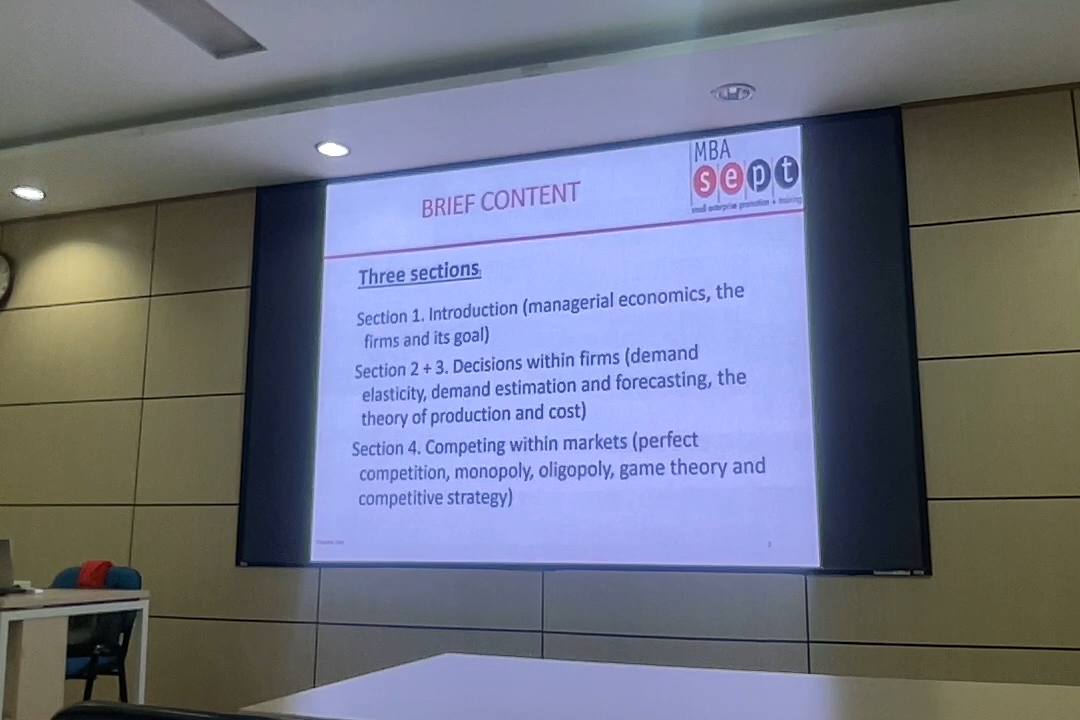 MBA
sept
small enterprise promotion + training
BRIEF CONTENT
Three sections
Section 1. Introduction (managerial economics, the
firms and its goal)
Section 2 + 3. Decisions within firms (demand
elasticity, demand estimation and forecasting, the
theory of production and cost)
Section 4. Competing within markets (perfect
competition, monopoly, oligopoly, game theory and
competitive strategy)